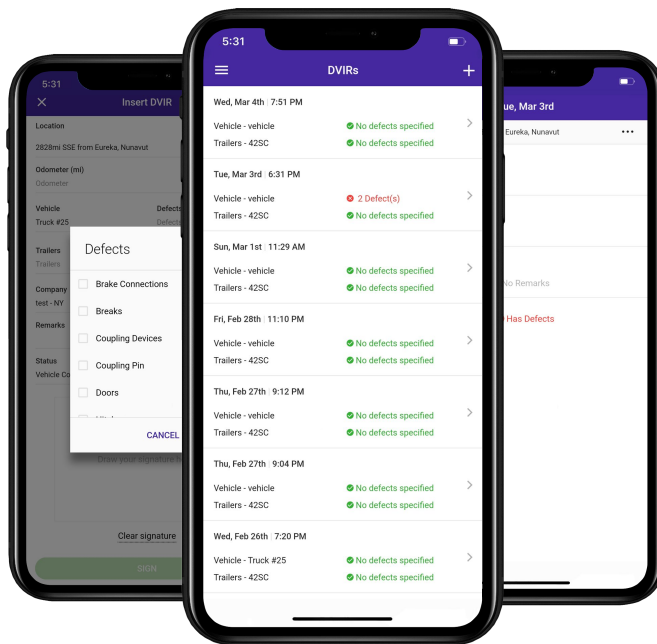 5:31
Insert DVIR
Location
2828mi SSE from Eureka, Nunavut
Odometer (mi)
Odometer
Vehicle Defects
Truck #25 Defects
Trailers
Trailers
Company
test - NY
Remarks
Status
Vehicle Co
Defects
Brake Connections
Breaks
Coupling Devices
Coupling Pin
Doors
CANCEL
Draw your signature h
Clear signature
SIGN
5:31
DVIRs
Wed, Mar 4th | 7:51 PM
Vehicle - vehicle No defects specified
Trailers - 42SC No defects specified
Tue, Mar 3rd | 6:31 PM
Vehicle - vehicle 2 Defect(s)
Trailers - 42SC No defects specified
Sun, Mar 1st | 11:29 AM
Vehicle - vehicle No defects specified
Trailers - 42SC No defects specified
Fri, Feb 28th | 11:10 PM
Vehicle - vehicle No defects specified
Trailers - 42SC No defects specified
Thu, Feb 27th | 9:12 PM
Vehicle - vehicle No defects specified
Trailers - 42SC No defects specified
Thu, Feb 27th | 9:04 PM
Vehicle - vehicle No defects specified
Trailers - 42SC No defects specified
Wed, Feb 26th | 7:20 PM
Vehicle - Truck #25 No defects specified
Trailers - 42SC No defects specified
ue, Mar 3rd
Eureka, Nunavut
No Remarks
Has Defects